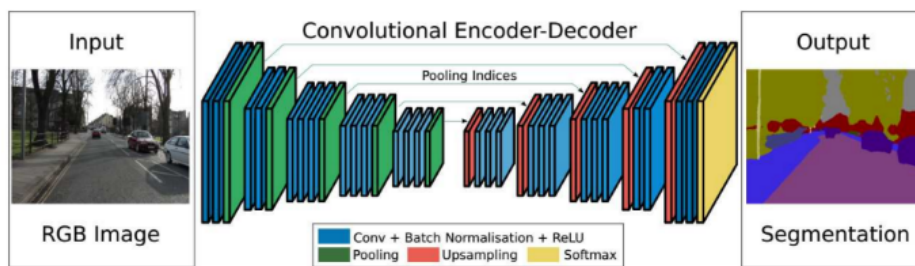 Input
RGB Image
Convolutional Encoder-Decoder
Pooling Indices
Conv + Batch Normalisation + ReLU
Pooling Upsampling Softmax
Output
Segmentation